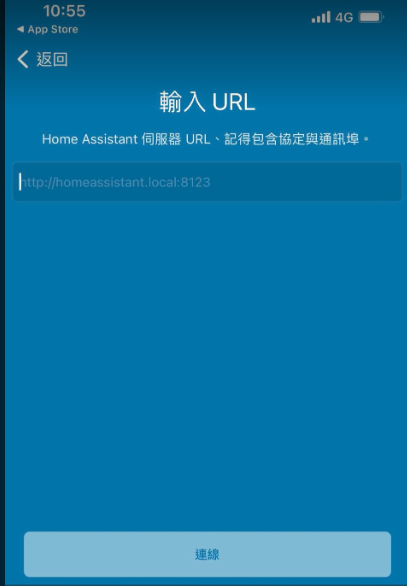 10:55
4G
◀ App Store
返回
輸入 URL
Home Assistant 伺服器 URL、記得包含協定與通訊埠。
http://homeassistant.local:8123
連線